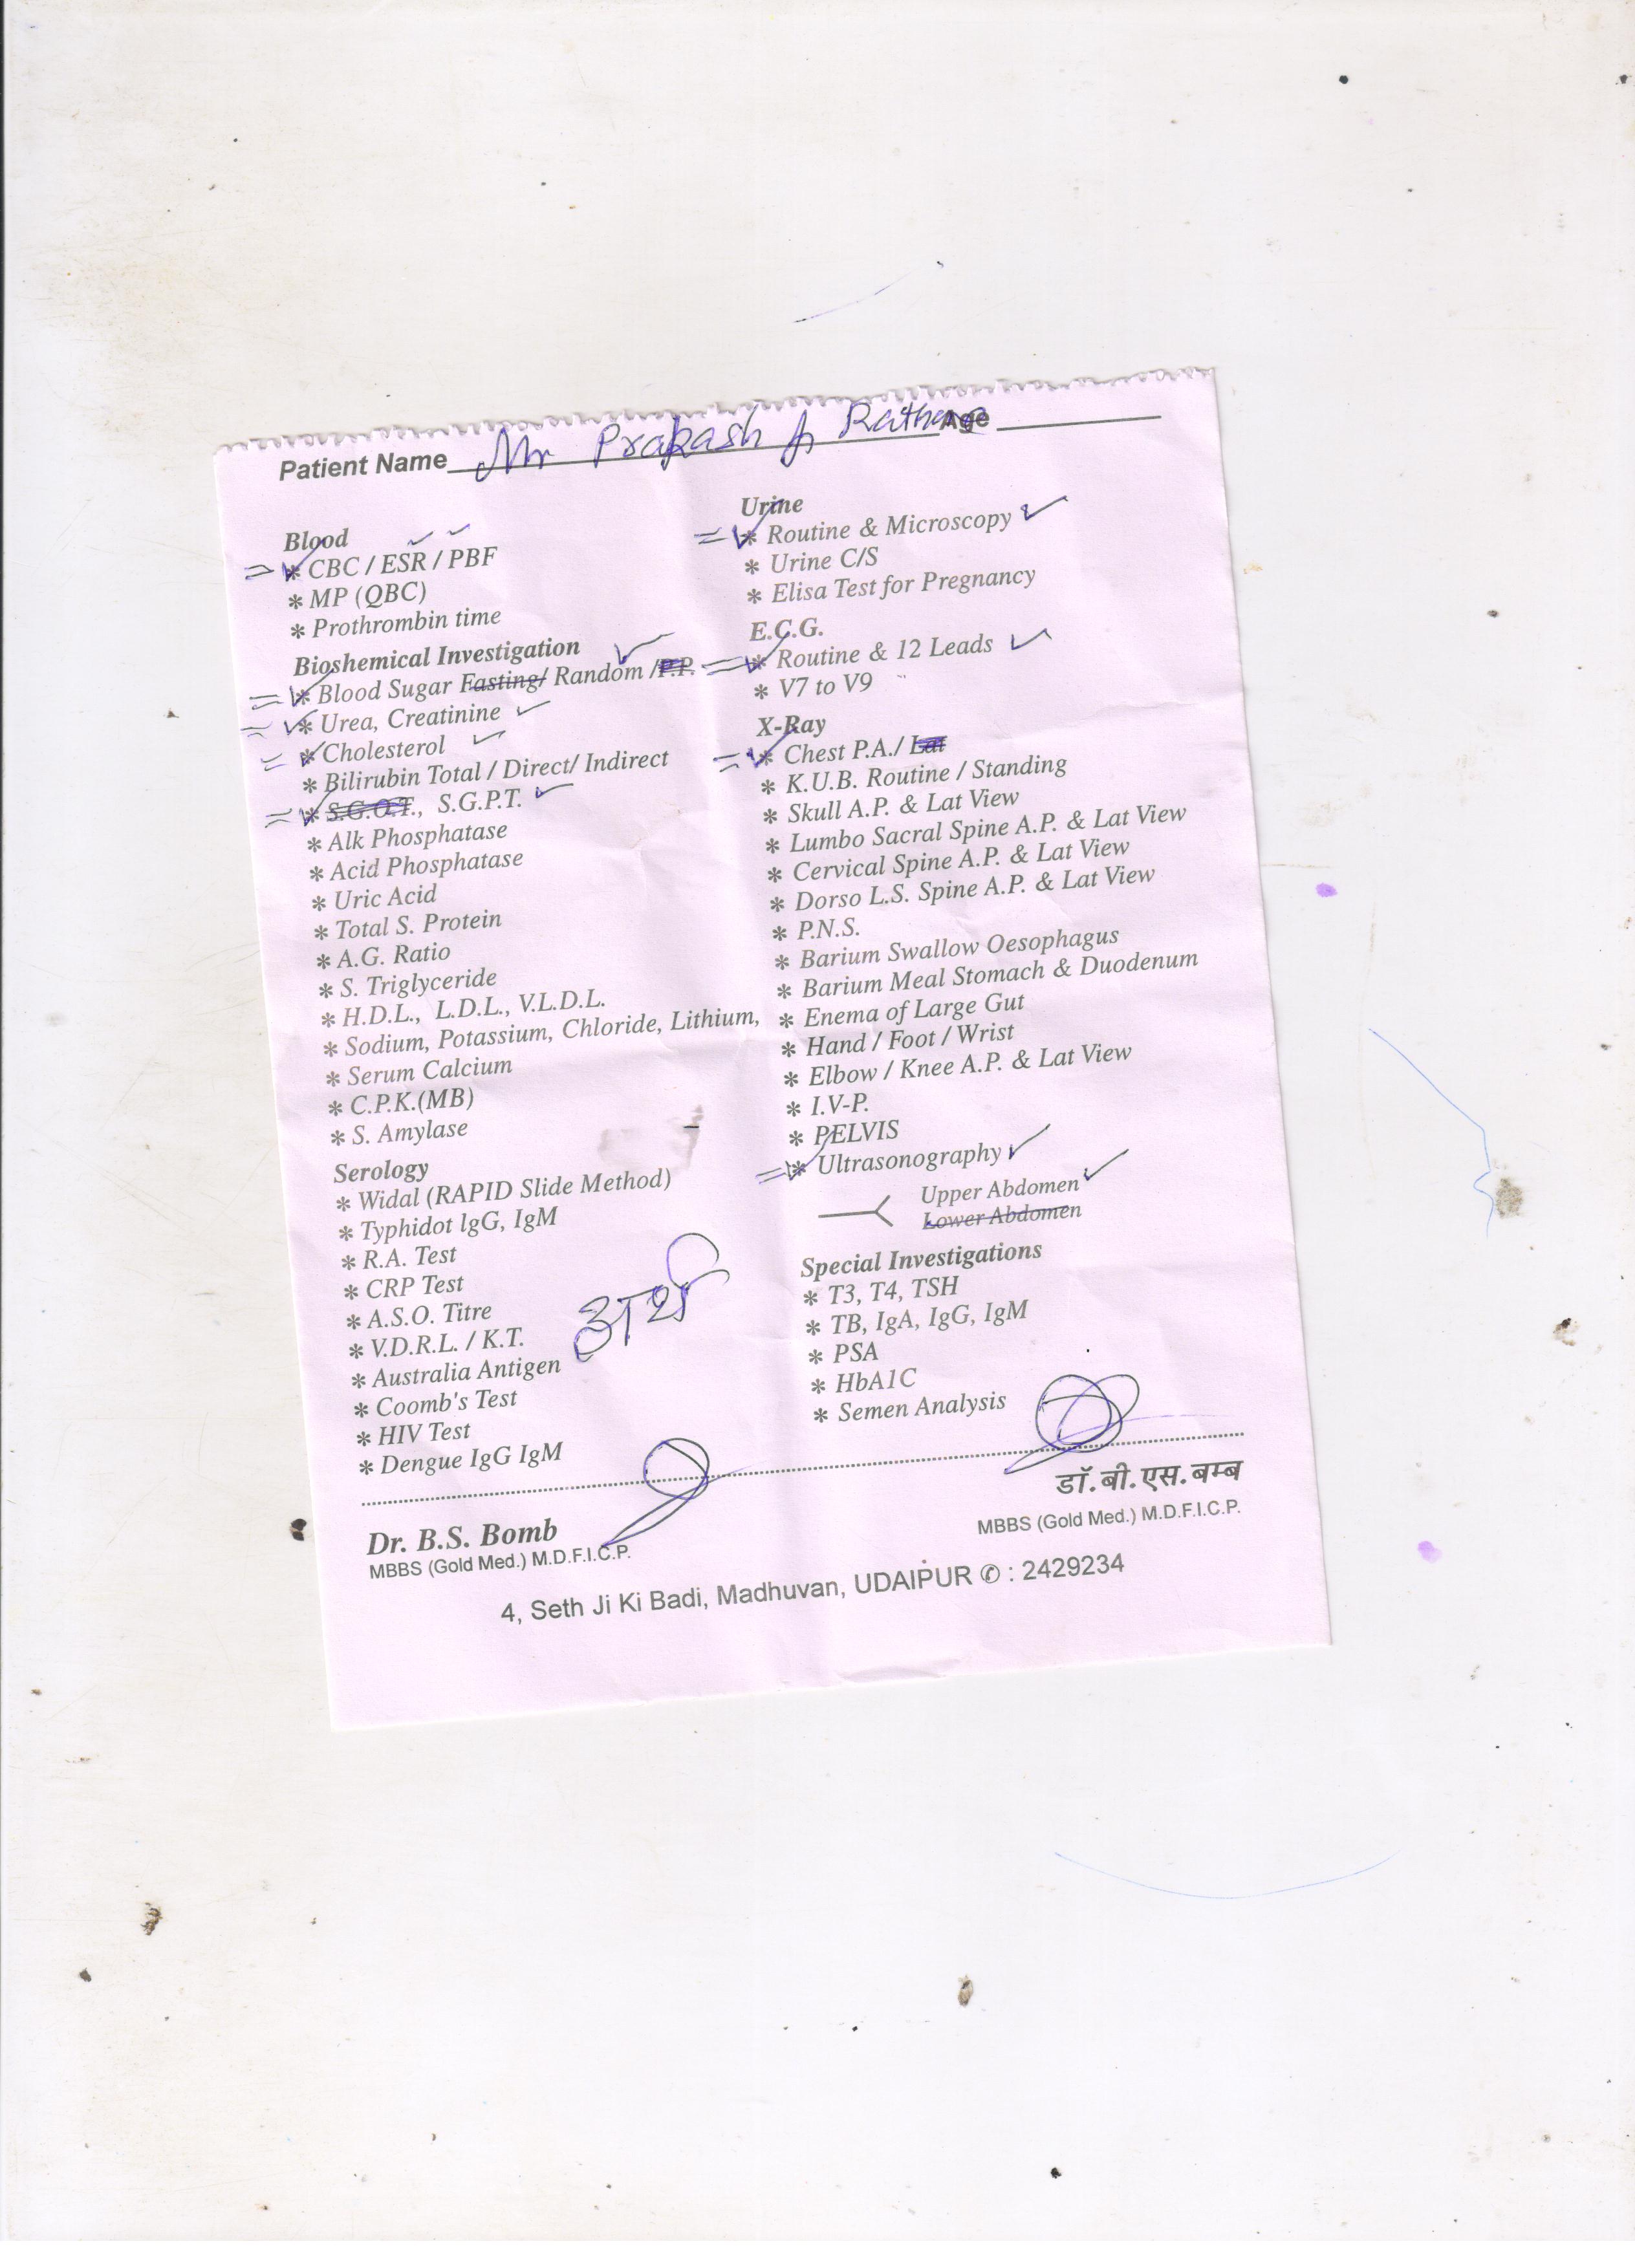 Patient Name Mr Prakash Age
Blood
* CBC / ESR / PBF
* MP (QBC)
* Prothrombin time
Bioshemical Investigation
* Blood Sugar Fasting/ Random /P.P.
* Urea, Creatinine
* Cholesterol
* Bilirubin Total / Direct/ Indirect
* S.G.O.T., S.G.P.T.
* Alk Phosphatase
* Acid Phosphatase
* Uric Acid
* Total S. Protein
* A.G. Ratio
* S. Triglyceride
* H.D.L., L.D.L., V.L.D.L.
* Sodium, Potassium, Chloride, Lithium,
* Serum Calcium
* C.P.K.(MB)
* S. Amylase
Serology
* Widal (RAPID Slide Method)
* Typhidot lgG, IgM
* R.A. Test
* CRP Test
* A.S.O. Titre
* V.D.R.L. / K.T.
* Australia Antigen
* Coomb's Test
* HIV Test
* Dengue IgG IgM
Urine
* Routine & Microscopy
* Urine C/S
* Elisa Test for Pregnancy
E.C.G.
* Routine & 12 Leads
* V7 to V9
X-Ray
* Chest P.A./ Lat
* K.U.B. Routine / Standing
* Skull A.P. & Lat View
* Lumbo Sacral Spine A.P. & Lat View
* Cervical Spine A.P. & Lat View
* Dorso L.S. Spine A.P. & Lat View
* P.N.S.
* Barium Swallow Oesophagus
* Barium Meal Stomach & Duodenum
* Enema of Large Gut
* Hand / Foot / Wrist
* Elbow / Knee A.P. & Lat View
* I.V-P.
* PELVIS
* Ultrasonography
Upper Abdomen
Lower Abdomen
Special Investigations
* T3, T4, TSH
* TB, IgA, IgG, IgM
* PSA
* HbA1C
* Semen Analysis
Dr. B.S. Bomb
MBBS (Gold Med.) M.D.F.I.C.P.
डॉ. बी. एस. बम्ब
MBBS (Gold Med.) M.D.F.I.C.P.
4, Seth Ji Ki Badi, Madhuvan, UDAIPUR ✆ : 2429234